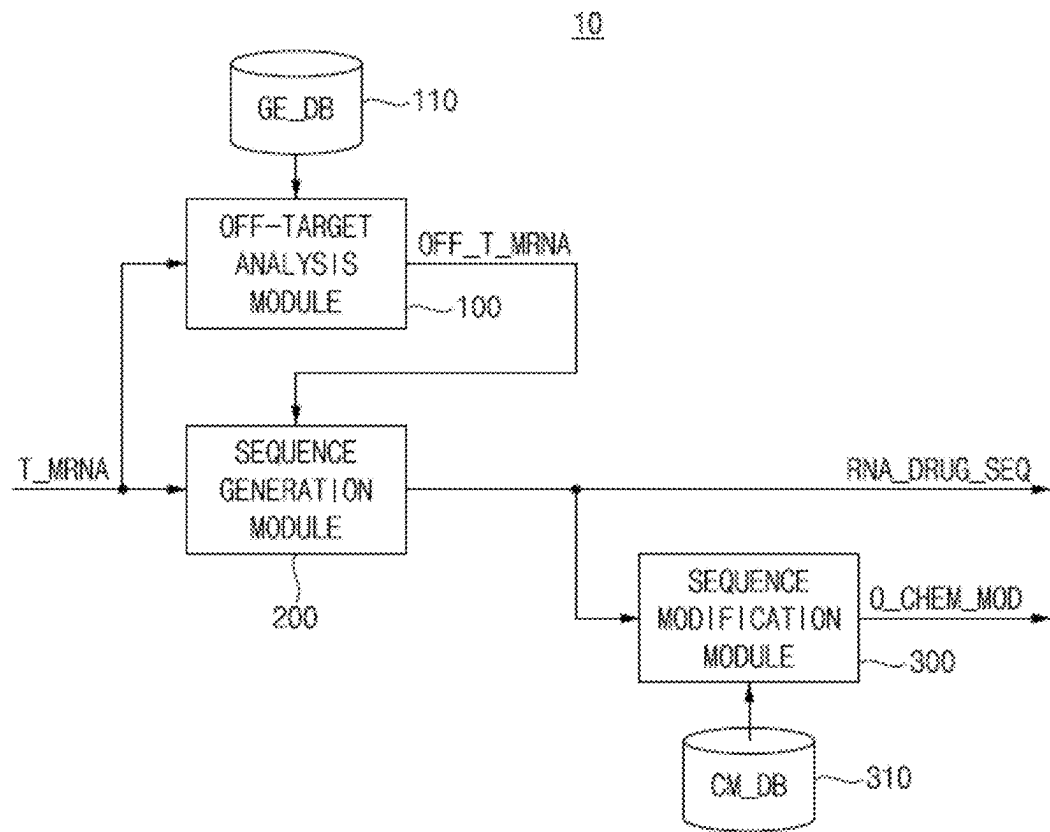 10
GE_DB
110
OFF-TARGET
ANALYSIS
MODULE
OFF_T_MRNA
100
T_MRNA
SEQUENCE
GENERATION
MODULE
200
RNA_DRUG_SEQ
SEQUENCE
MODIFICATION
MODULE
O_CHEM_MOD
300
CM_DB
310